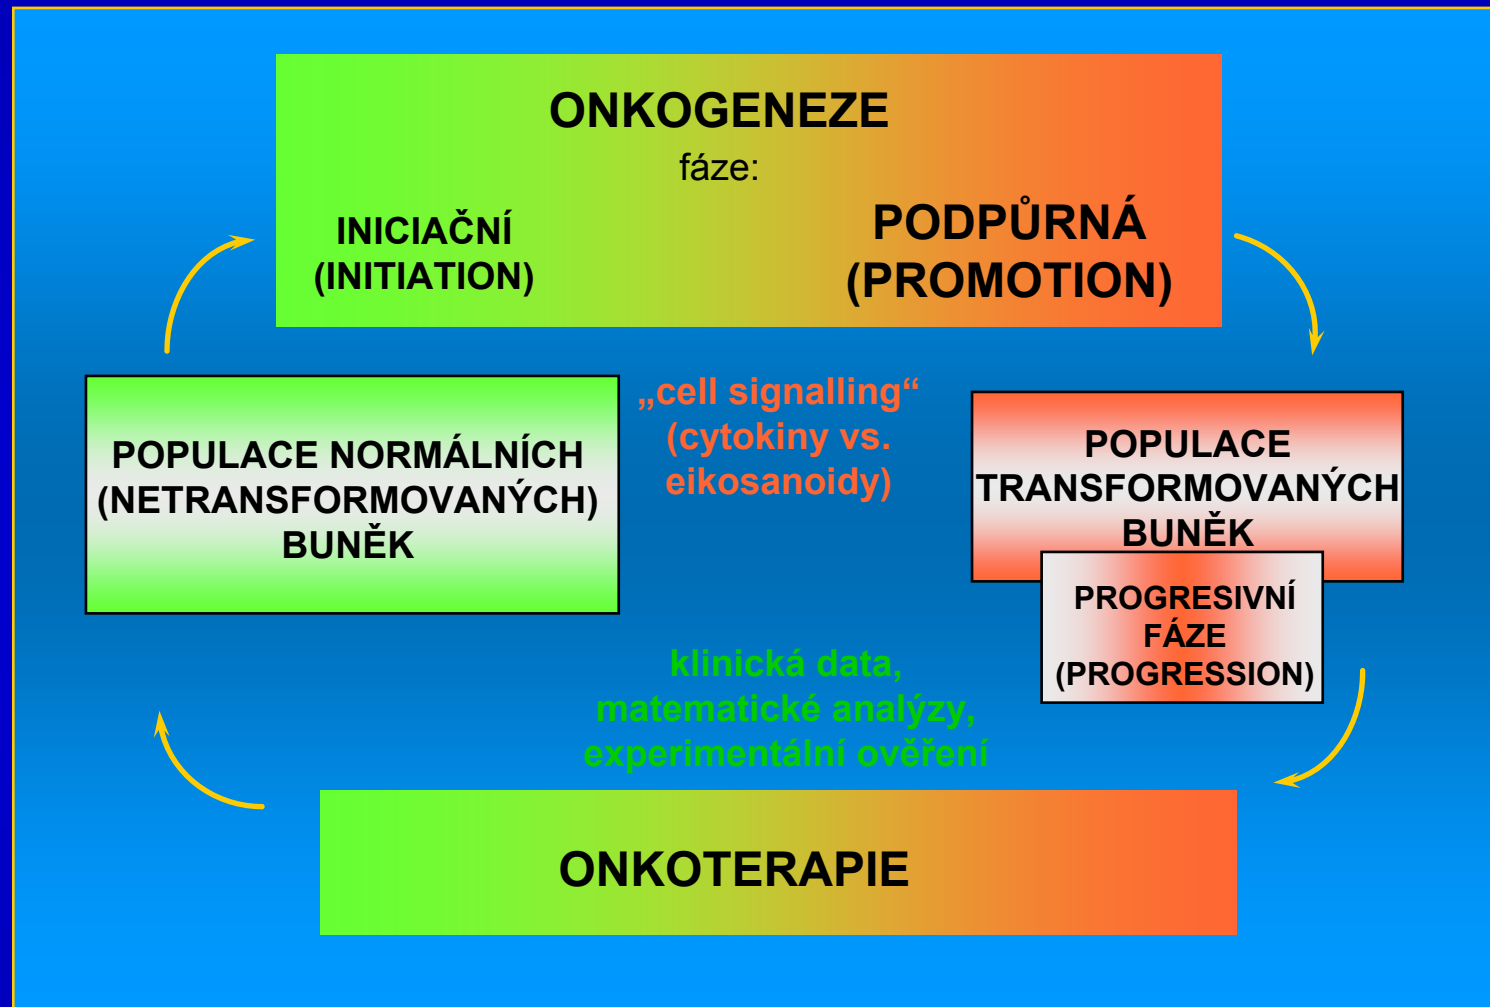 ONKOGENEZE
fáze:
INICIAČNÍ
(INITIATION)
PODPŮRNÁ
(PROMOTION)
POPULACE NORMÁLNÍCH
(NETRANSFORMOVANÝCH)
BUNĚK
„cell signalling“
(cytokiny vs.
eikosanoidy)
POPULACE
TRANSFORMOVANÝCH
BUNĚK
PROGRESIVNÍ
FÁZE
(PROGRESSION)
klinická data,
matematické analýzy,
experimentální ověření
ONKOTERAPIE